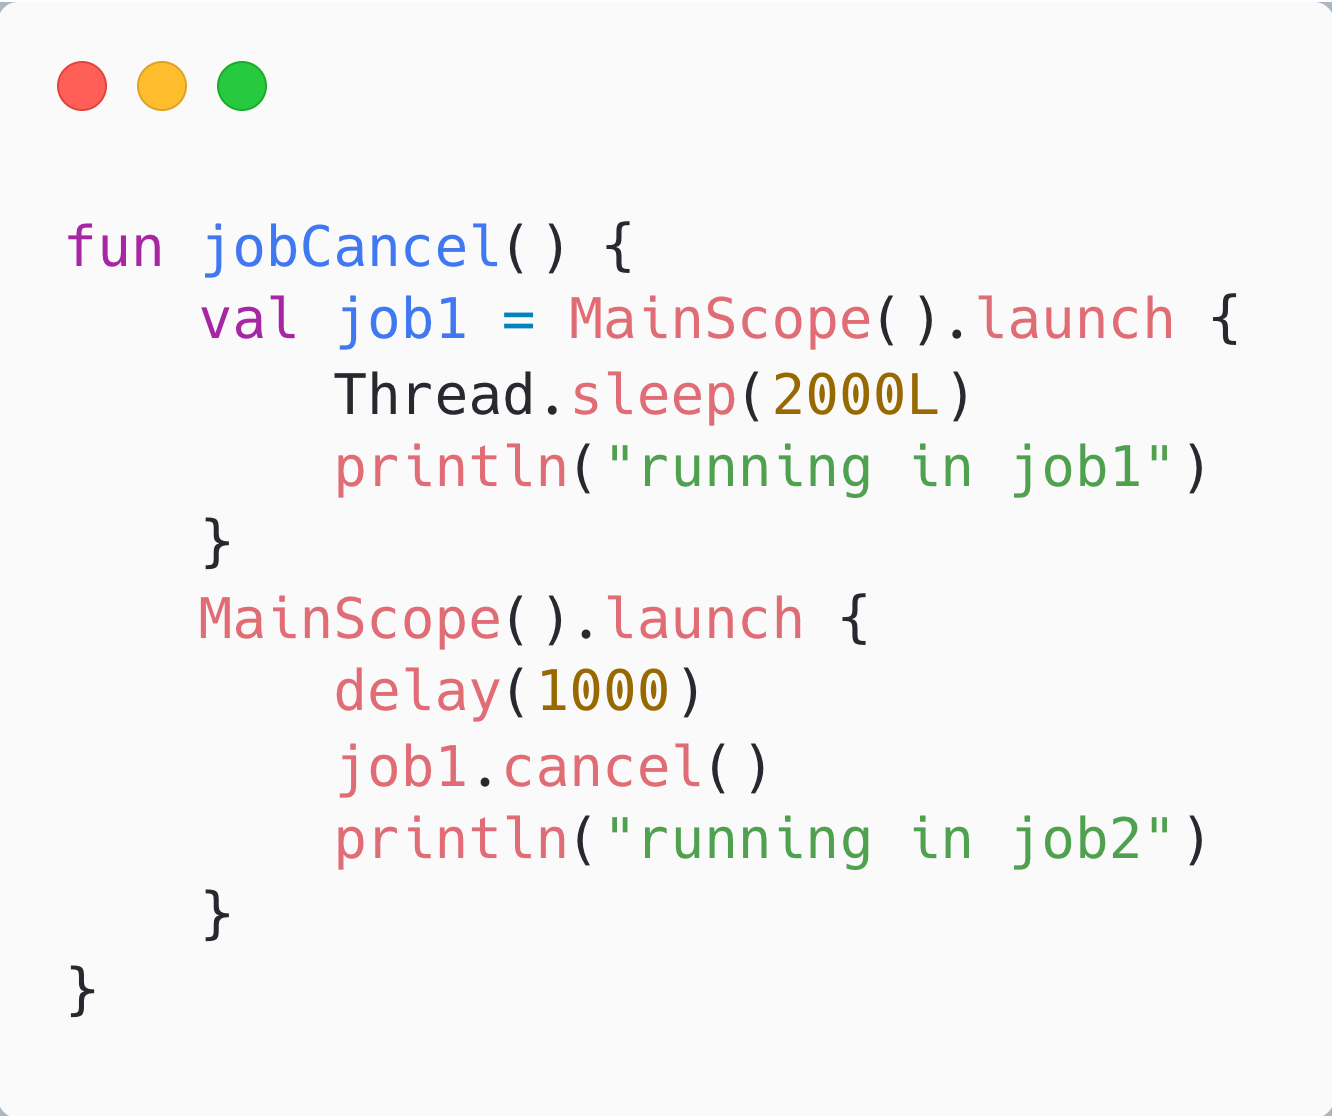 fun jobCancel() {
    val job1 = MainScope().launch {
        Thread.sleep(2000L)
        println("running in job1")
    }
    MainScope().launch {
        delay(1000)
        job1.cancel()
        println("running in job2")
    }
}